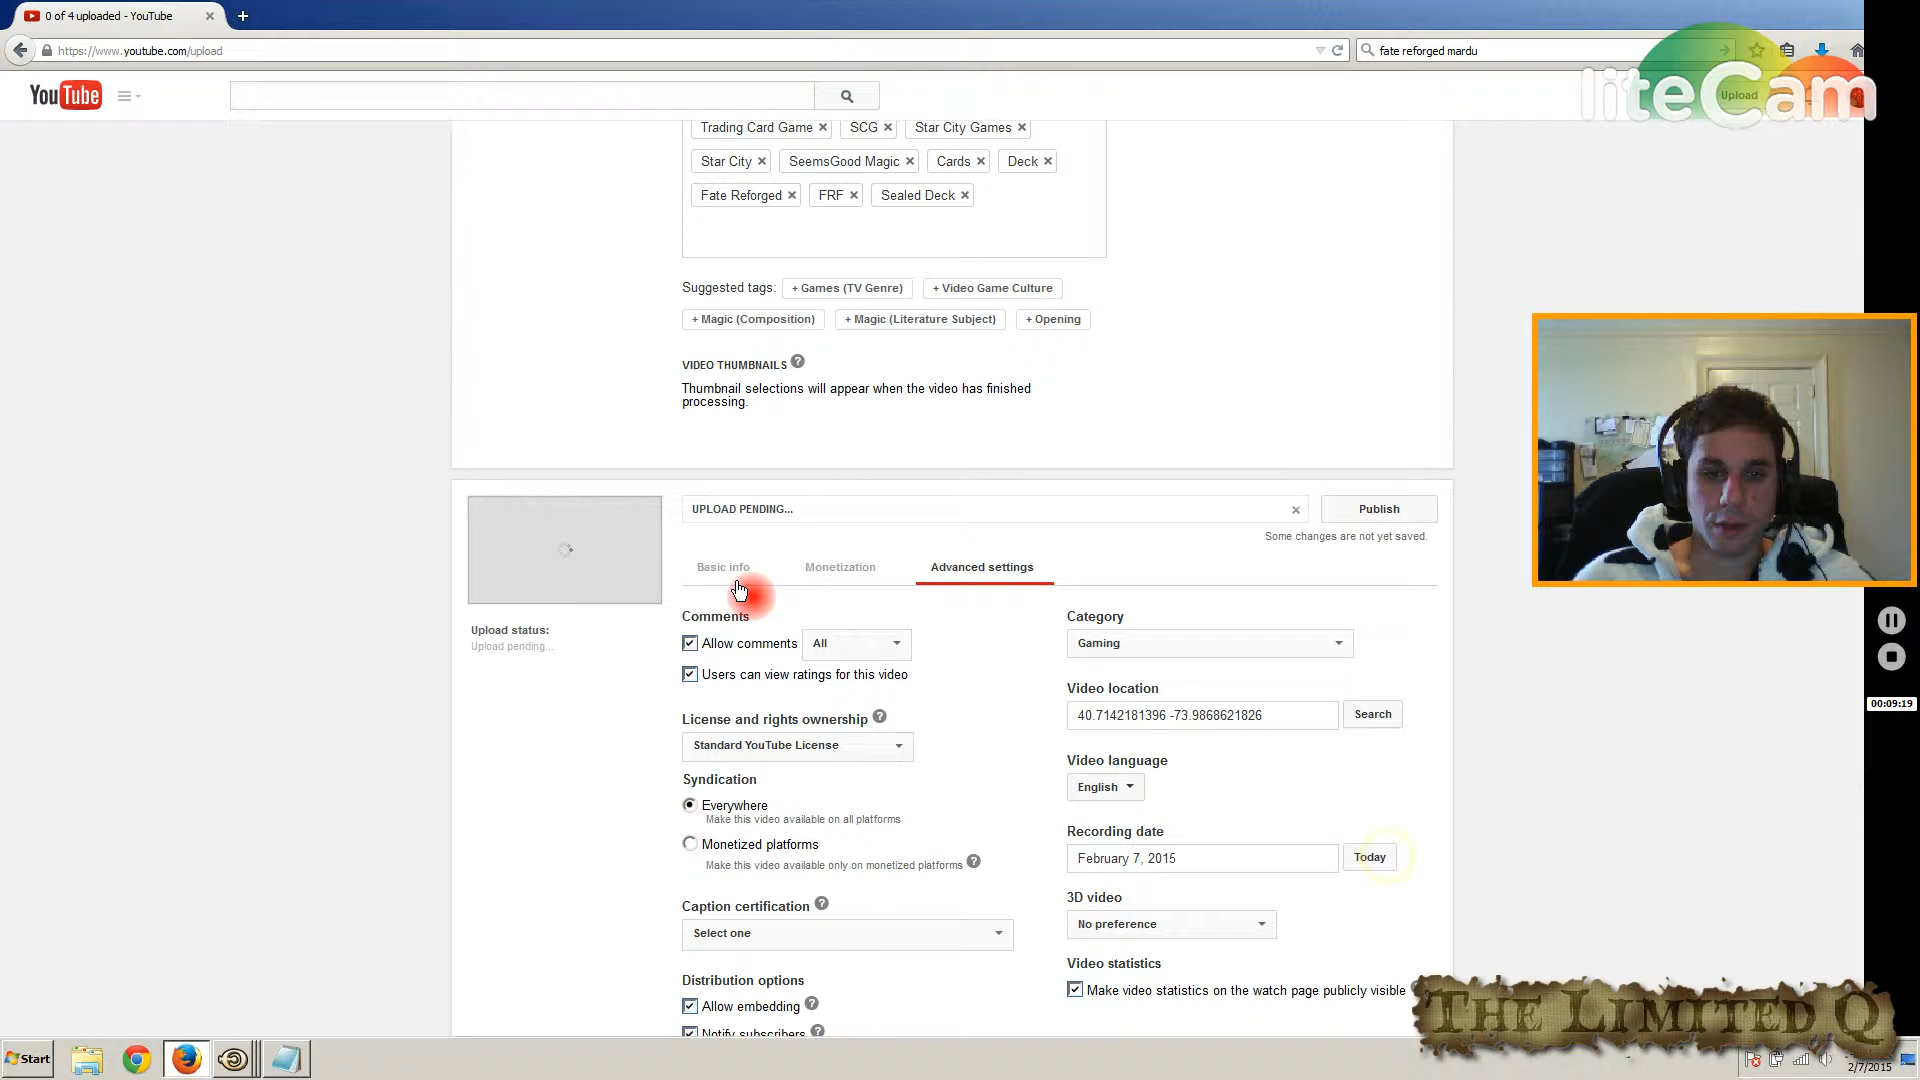 0 of 4 uploaded - YouTube
https://www.youtube.com/upload
fate reforged mardu
YouTube
Upload
liteCam
Trading Card Game SCG Star City Games
Star City SeemsGood Magic Cards Deck
Fate Reforged FRF Sealed Deck
Suggested tags: + Games (TV Genre) + Video Game Culture
+ Magic (Composition) + Magic (Literature Subject) + Opening
VIDEO THUMBNAILS ?
Thumbnail selections will appear when the video has finished
processing.
UPLOAD PENDING...
Publish
Some changes are not yet saved.
Basic info Monetization Advanced settings
Upload status:
Upload pending...
Comments
Allow comments All
Users can view ratings for this video
License and rights ownership ?
Standard YouTube License
Syndication
Everywhere
Make this video available on all platforms
Monetized platforms
Make this video available only on monetized platforms ?
Caption certification ?
Select one
Distribution options
Allow embedding ?
Notify subscribers ?
Category
Gaming
Video location
40.7142181396 -73.9868621826 Search
Video language
English
Recording date
February 7, 2015 Today
3D video
No preference
Video statistics
Make video statistics on the watch page publicly visible
00:09:19
THE LIMITED Q
Start
2/7/2015